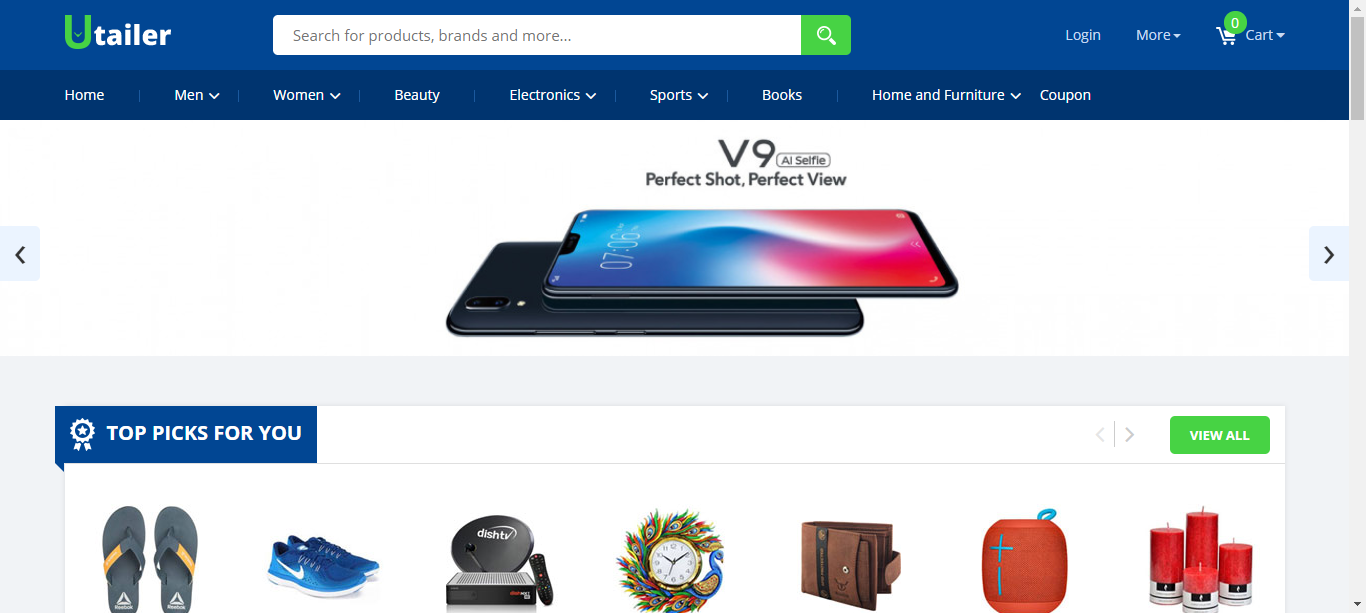 Utailer
Search for products, brands and more...
Login
More
0
Cart
Home
Men
Women
Beauty
Electronics
Sports
Books
Home and Furniture
Coupon
V9 AI Selfie
Perfect Shot, Perfect View
07:06
TOP PICKS FOR YOU
VIEW ALL
dishtv
Reebok
Reebok